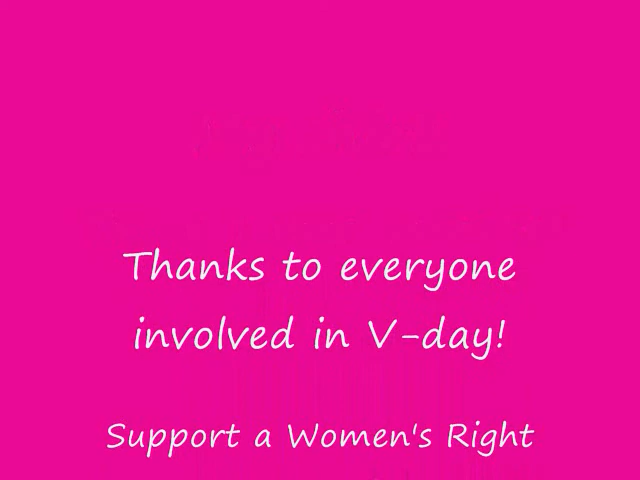 Thanks to everyone
involved in V-day!
Support a Women's Right